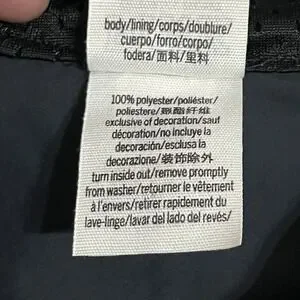 body/lining/corps/doublure/
cuerpo/forro/corpo/
fodera/面料/里料
100% polyester/poliéster/
poliestere/聚酯纤维
exclusive of decoration/sauf
décoration/no incluye la
decoración/esclusa la
decorazione/装饰除外
turn inside out/remove promptly
from washer/retourner le vêtement
à l'envers/retirer rapidement du
lave-linge/lavar del lado del revés/